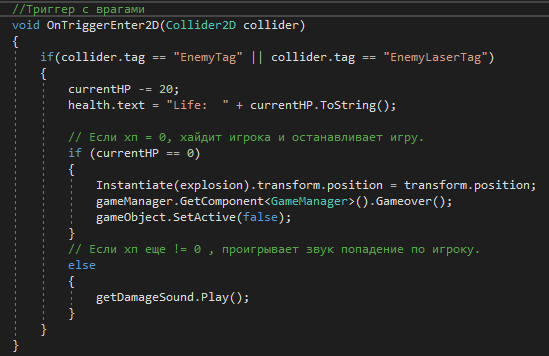 //Триггер с врагами
void OnTriggerEnter2D(Collider2D collider)
{
if(collider.tag == "EnemyTag" || collider.tag == "EnemyLaserTag")
{
currentHP -= 20;
health.text = "Life:  " + currentHP.ToString();
// Если хп = 0, хайдит игрока и останавливает игру.
if (currentHP == 0)
{
Instantiate(explosion).transform.position = transform.position;
gameManager.GetComponent<GameManager>().Gameover();
gameObject.SetActive(false);
}
// Если хп еще != 0 , проигрывает звук попадение по игроку.
else
{
getDamageSound.Play();
}
}
}